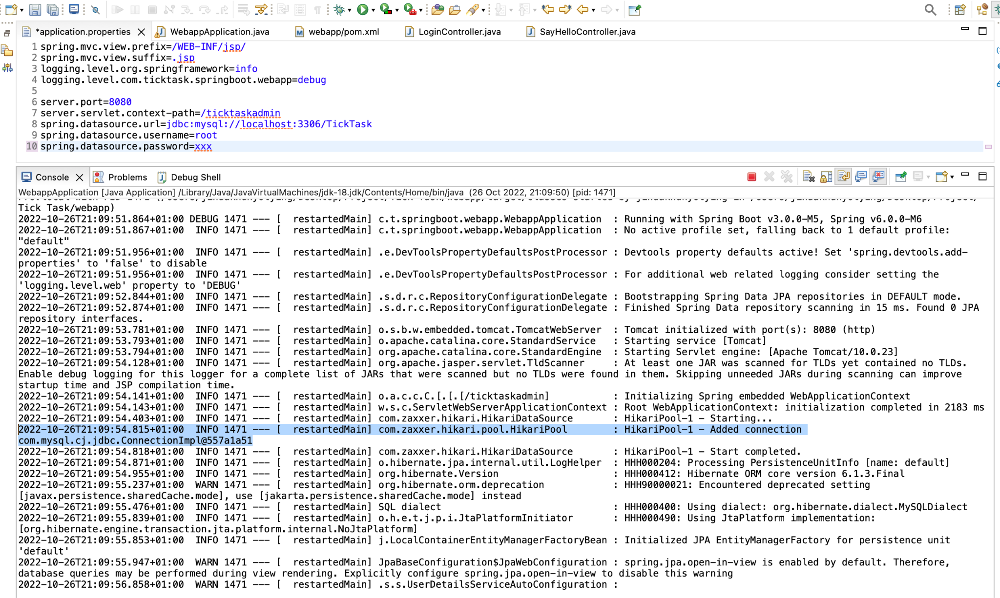 *application.properties
WebappApplication.java
webapp/pom.xml
LoginController.java
SayHelloController.java
1 spring.mvc.view.prefix=/WEB-INF/jsp/
2 spring.mvc.view.suffix=.jsp
3 logging.level.org.springframework=info
4 logging.level.com.ticktask.springboot.webapp=debug
5
6 server.port=8080
7 server.servlet.context-path=/ticktaskadmin
8 spring.datasource.url=jdbc:mysql://localhost:3306/TickTask
9 spring.datasource.username=root
10 spring.datasource.password=xxx
Console
Problems
Debug Shell
WebappApplication [Java Application] /Library/Java/JavaVirtualMachines/jdk-18.jdk/Contents/Home/bin/java (26 Oct 2022, 21:09:50) [pid: 1471]
Tick Task/webapp)
2022-10-26T21:09:51.864+01:00 DEBUG 1471 --- [  restartedMain] c.t.springboot.webapp.WebappApplication  : Running with Spring Boot v3.0.0-M5, Spring v6.0.0-M6
2022-10-26T21:09:51.867+01:00  INFO 1471 --- [  restartedMain] c.t.springboot.webapp.WebappApplication  : No active profile set, falling back to 1 default profile:
"default"
2022-10-26T21:09:51.956+01:00  INFO 1471 --- [  restartedMain] .e.DevToolsPropertyDefaultsPostProcessor : Devtools property defaults active! Set 'spring.devtools.add-
properties' to 'false' to disable
2022-10-26T21:09:51.956+01:00  INFO 1471 --- [  restartedMain] .e.DevToolsPropertyDefaultsPostProcessor : For additional web related logging consider setting the
'logging.level.web' property to 'DEBUG'
2022-10-26T21:09:52.844+01:00  INFO 1471 --- [  restartedMain] .s.d.r.c.RepositoryConfigurationDelegate : Bootstrapping Spring Data JPA repositories in DEFAULT mode.
2022-10-26T21:09:52.874+01:00  INFO 1471 --- [  restartedMain] .s.d.r.c.RepositoryConfigurationDelegate : Finished Spring Data repository scanning in 15 ms. Found 0 JPA
repository interfaces.
2022-10-26T21:09:53.781+01:00  INFO 1471 --- [  restartedMain] o.s.b.w.embedded.tomcat.TomcatWebServer  : Tomcat initialized with port(s): 8080 (http)
2022-10-26T21:09:53.793+01:00  INFO 1471 --- [  restartedMain] o.apache.catalina.core.StandardService   : Starting service [Tomcat]
2022-10-26T21:09:53.794+01:00  INFO 1471 --- [  restartedMain] org.apache.catalina.core.StandardEngine  : Starting Servlet engine: [Apache Tomcat/10.0.23]
2022-10-26T21:09:54.128+01:00  INFO 1471 --- [  restartedMain] org.apache.jasper.servlet.TldScanner     : At least one JAR was scanned for TLDs yet contained no TLDs.
Enable debug logging for this logger for a complete list of JARs that were scanned but no TLDs were found in them. Skipping unneeded JARs during scanning can improve
startup time and JSP compilation time.
2022-10-26T21:09:54.141+01:00  INFO 1471 --- [  restartedMain] o.a.c.c.C.[.[.[/ticktaskadmin]           : Initializing Spring embedded WebApplicationContext
2022-10-26T21:09:54.143+01:00  INFO 1471 --- [  restartedMain] w.s.c.ServletWebServerApplicationContext : Root WebApplicationContext: initialization completed in 2183 ms
2022-10-26T21:09:54.403+01:00  INFO 1471 --- [  restartedMain] com.zaxxer.hikari.HikariDataSource       : HikariPool-1 - Starting...
2022-10-26T21:09:54.815+01:00  INFO 1471 --- [  restartedMain] com.zaxxer.hikari.pool.HikariPool        : HikariPool-1 - Added connection
com.mysql.cj.jdbc.ConnectionImpl@557a1a51
2022-10-26T21:09:54.818+01:00  INFO 1471 --- [  restartedMain] com.zaxxer.hikari.HikariDataSource       : HikariPool-1 - Start completed.
2022-10-26T21:09:54.871+01:00  INFO 1471 --- [  restartedMain] o.hibernate.jpa.internal.util.LogHelper  : HHH000204: Processing PersistenceUnitInfo [name: default]
2022-10-26T21:09:54.955+01:00  INFO 1471 --- [  restartedMain] org.hibernate.Version                    : HHH000412: Hibernate ORM core version 6.1.3.Final
2022-10-26T21:09:55.237+01:00  WARN 1471 --- [  restartedMain] org.hibernate.orm.deprecation            : HHH90000021: Encountered deprecated setting
[javax.persistence.sharedCache.mode], use [jakarta.persistence.sharedCache.mode] instead
2022-10-26T21:09:55.476+01:00  INFO 1471 --- [  restartedMain] SQL dialect                              : HHH000400: Using dialect: org.hibernate.dialect.MySQLDialect
2022-10-26T21:09:55.839+01:00  INFO 1471 --- [  restartedMain] o.h.e.t.j.p.i.JtaPlatformInitiator       : HHH000490: Using JtaPlatform implementation:
[org.hibernate.engine.transaction.jta.platform.internal.NoJtaPlatform]
2022-10-26T21:09:55.853+01:00  INFO 1471 --- [  restartedMain] j.LocalContainerEntityManagerFactoryBean : Initialized JPA EntityManagerFactory for persistence unit
'default'
2022-10-26T21:09:55.947+01:00  WARN 1471 --- [  restartedMain] JpaBaseConfiguration$JpaWebConfiguration : spring.jpa.open-in-view is enabled by default. Therefore,
database queries may be performed during view rendering. Explicitly configure spring.jpa.open-in-view to disable this warning
2022-10-26T21:09:56.858+01:00  WARN 1471 --- [  restartedMain] .s.s.UserDetailsServiceAutoConfiguration :